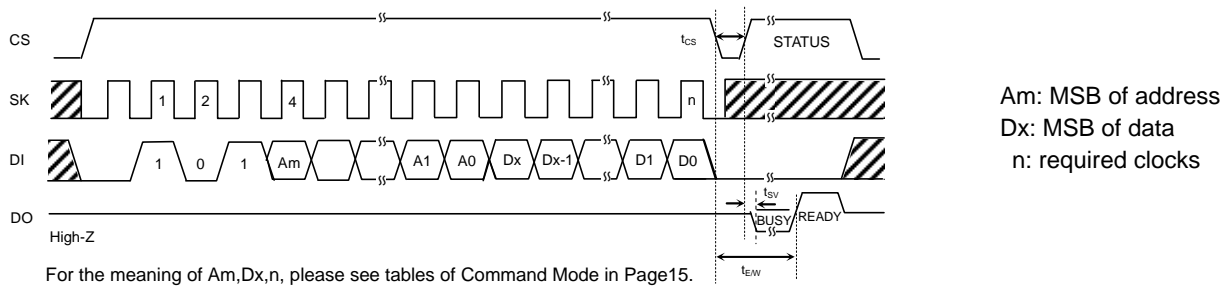 CS
tCS
STATUS
SK
1
2
4
n
DI
1
0
1
Am
A1
A0
Dx
Dx-1
D1
D0
tSV
DO
BUSY
READY
High-Z
tE/W
For the meaning of Am,Dx,n, please see tables of Command Mode in Page15.
Am: MSB of address
Dx: MSB of data
n: required clocks